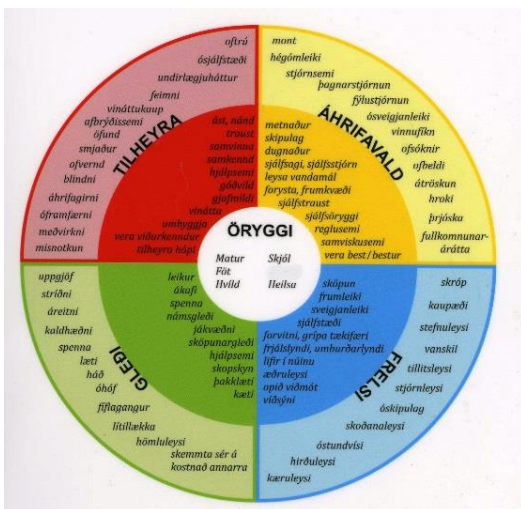 oftrú
ósjálfstæði
undirlægjuháttur
feimni
vináttukaup
afbrýðissemi
öfund
smjaður
ofvernd
blindni
áhrifagirni
óframfærni
meðvirkni
misnotkun
TILHEYRA
ást, nánd
traust
samvinna
samkennd
hjálpsemi
góðvild
gjafmildi
vinátta
umhyggja
vera viðurkenndur
tilheyra hópi
mont
hégómleiki
stjórnsemi
þagnarstjórnun
fýlustjórnun
ósveigjanleiki
vinnufíkn
ofsóknir
ofbeldi
átröskun
hroki
þrjóska
fullkomnunar-
árátta
ÁHRIFAVALD
metnaður
skipulag
dugnaður
sjálfsagi, sjálfsstjórn
leysa vandamál
forysta, frumkvæði
sjálfstraust
sjálfsöryggi
reglusemi
samviskusemi
vera best/bestur
ÖRYGGI
Matur Skjól
Föt
Hvíld Heilsa
uppgjöf
stríðni
áreitni
kaldhæðni
spenna
læti
háð
óhóf
fíflagangur
lítillækka
hömluleysi
skemmta sér á
kostnað annarra
GLEÐI
leikur
ákafi
spenna
námsgleði
jákvæðni
sköpunargleði
hjálpsemi
skopskyn
þakklæti
kæti
sköpun
frumleiki
sveigjanleiki
sjálfstæði
forvitni, grípa tækifæri
frjálslyndi, umburðarlyndi
lifir í núinu
æðruleysi
opið viðmót
víðsýni
FRELSI
skróp
kaupæði
stefnuleysi
vanskil
tillitsleysi
stjórnleysi
óskipulag
skoðanaleysi
óstundvísi
hirðuleysi
kæruleysi